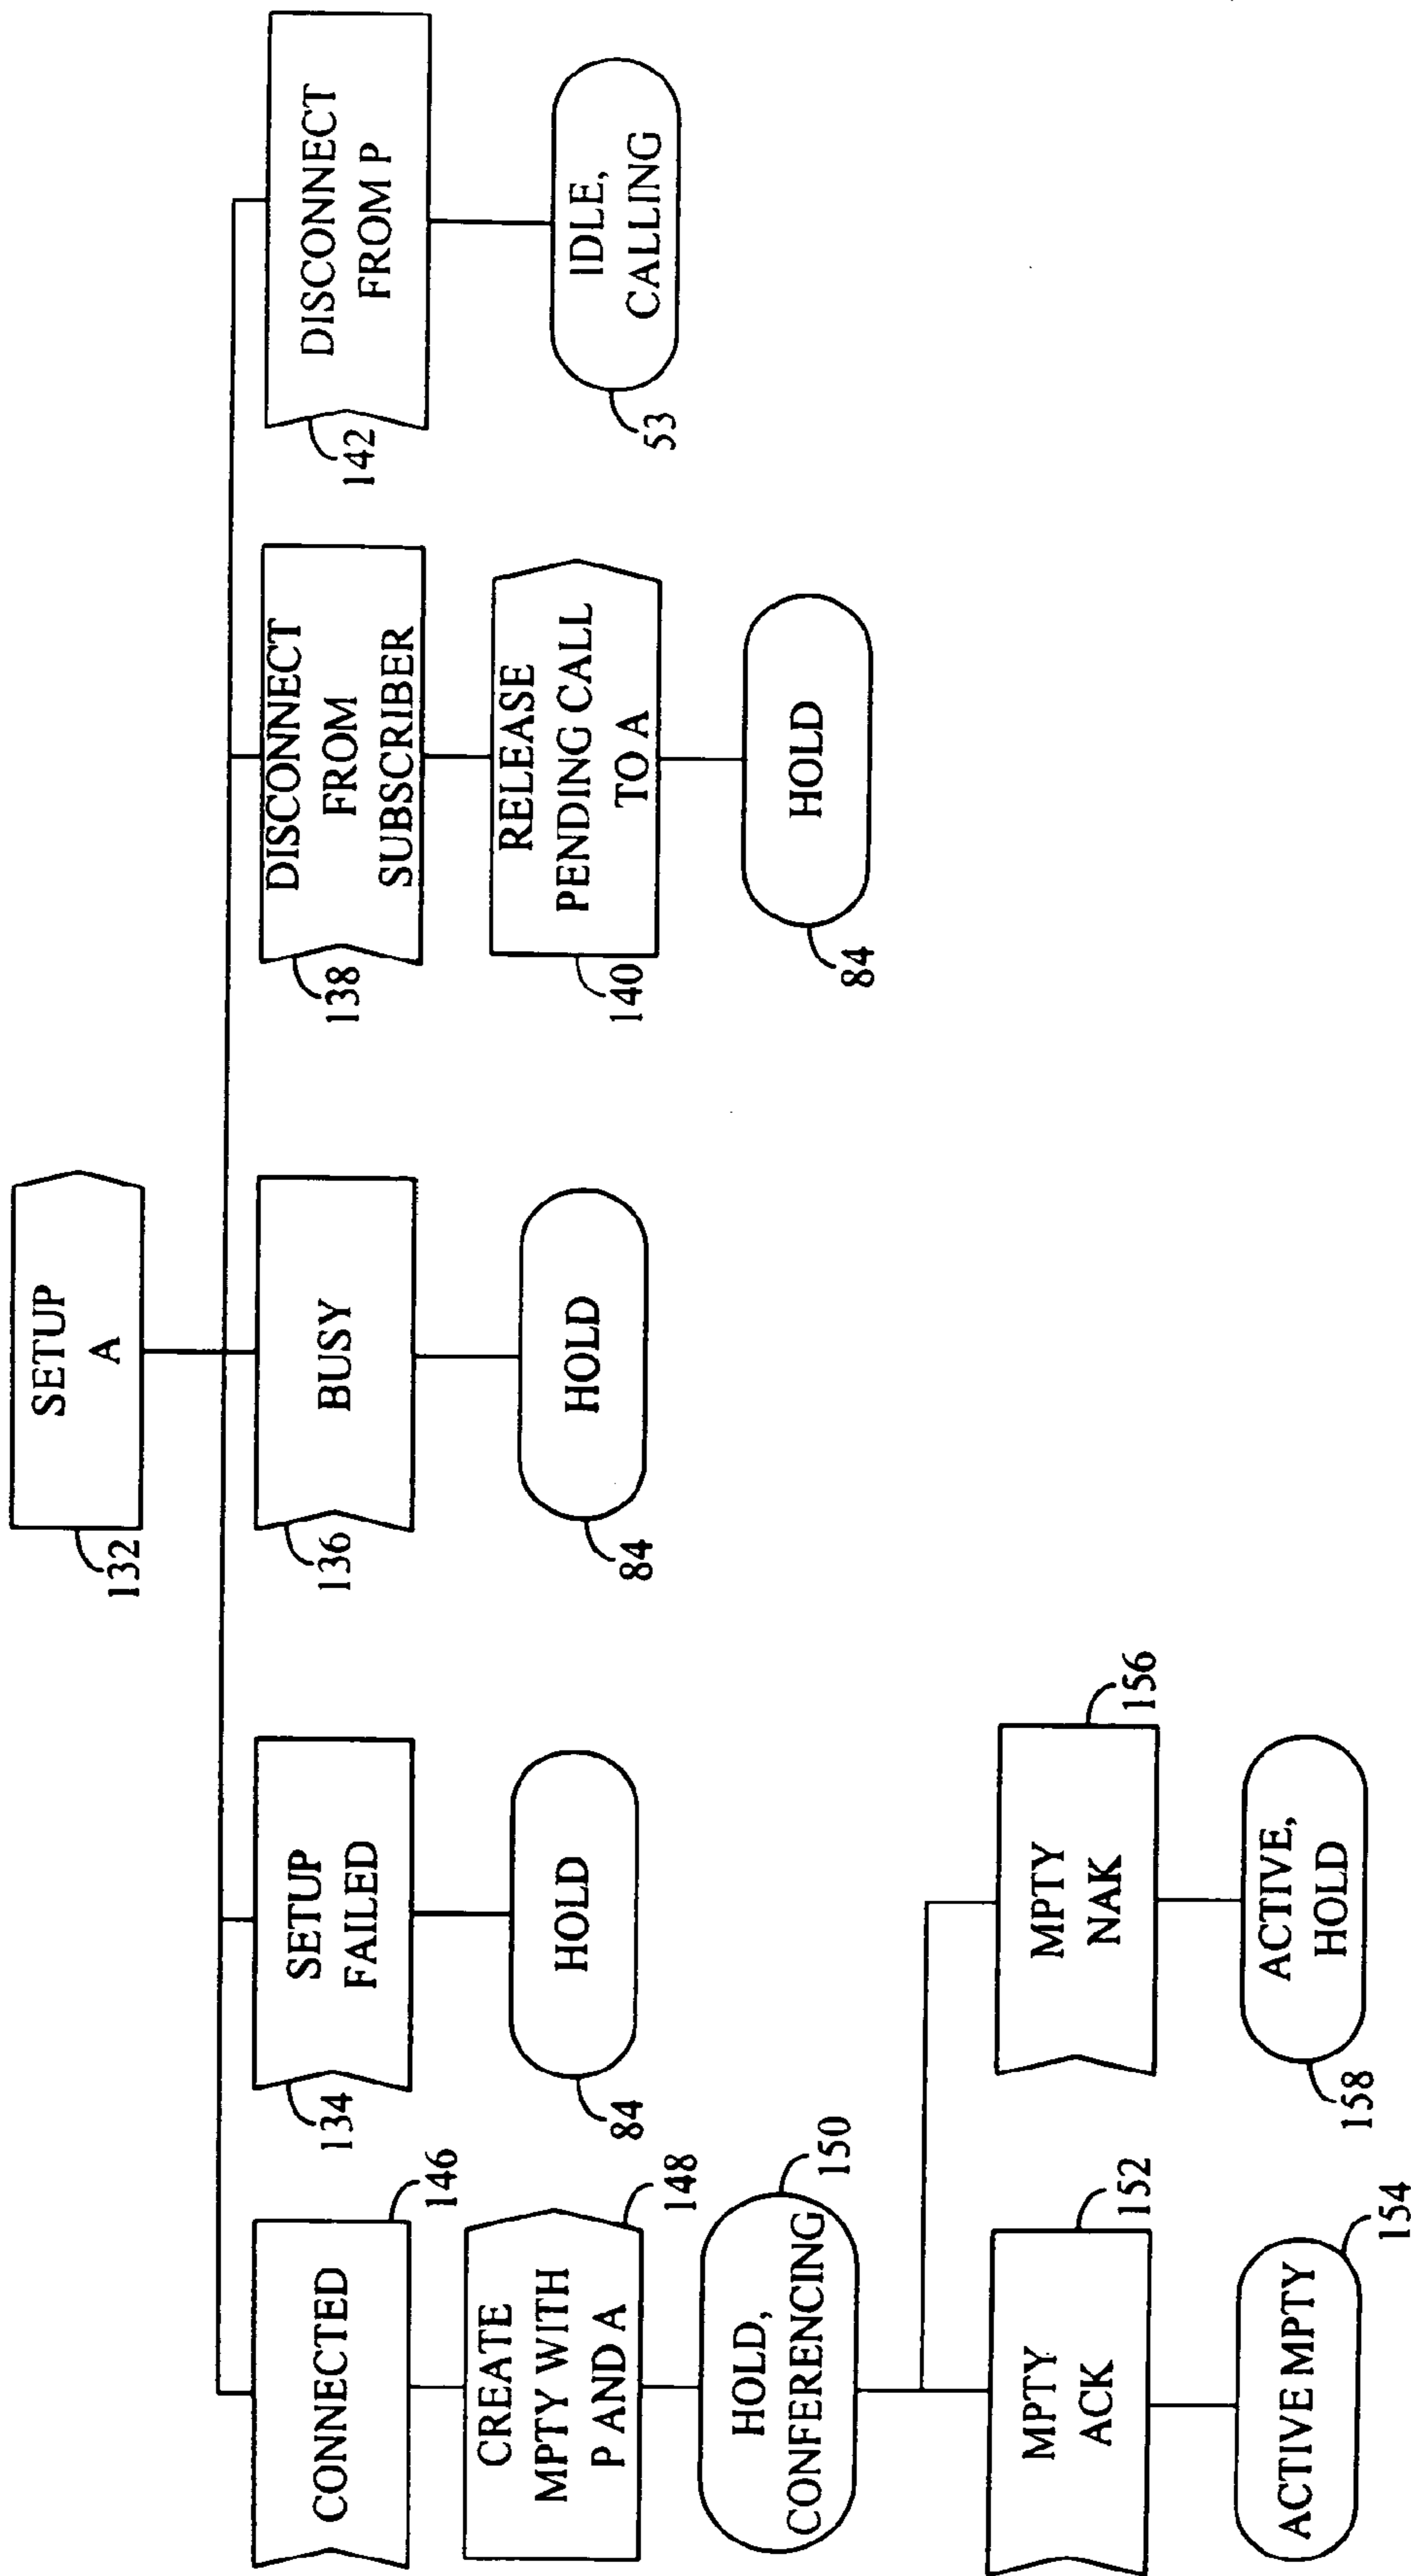 SETUP
A
132
CONNECTED
146
CREATE
MPTY WITH
P AND A
148
HOLD,
CONFERENCING
150
MPTY
ACK
152
ACTIVE MPTY
154
MPTY
NAK
156
ACTIVE,
HOLD
158
SETUP
FAILED
134
HOLD
84
BUSY
136
HOLD
84
DISCONNECT
FROM
SUBSCRIBER
138
RELEASE
PENDING CALL
TO A
140
HOLD
84
DISCONNECT
FROM P
142
IDLE,
CALLING
53